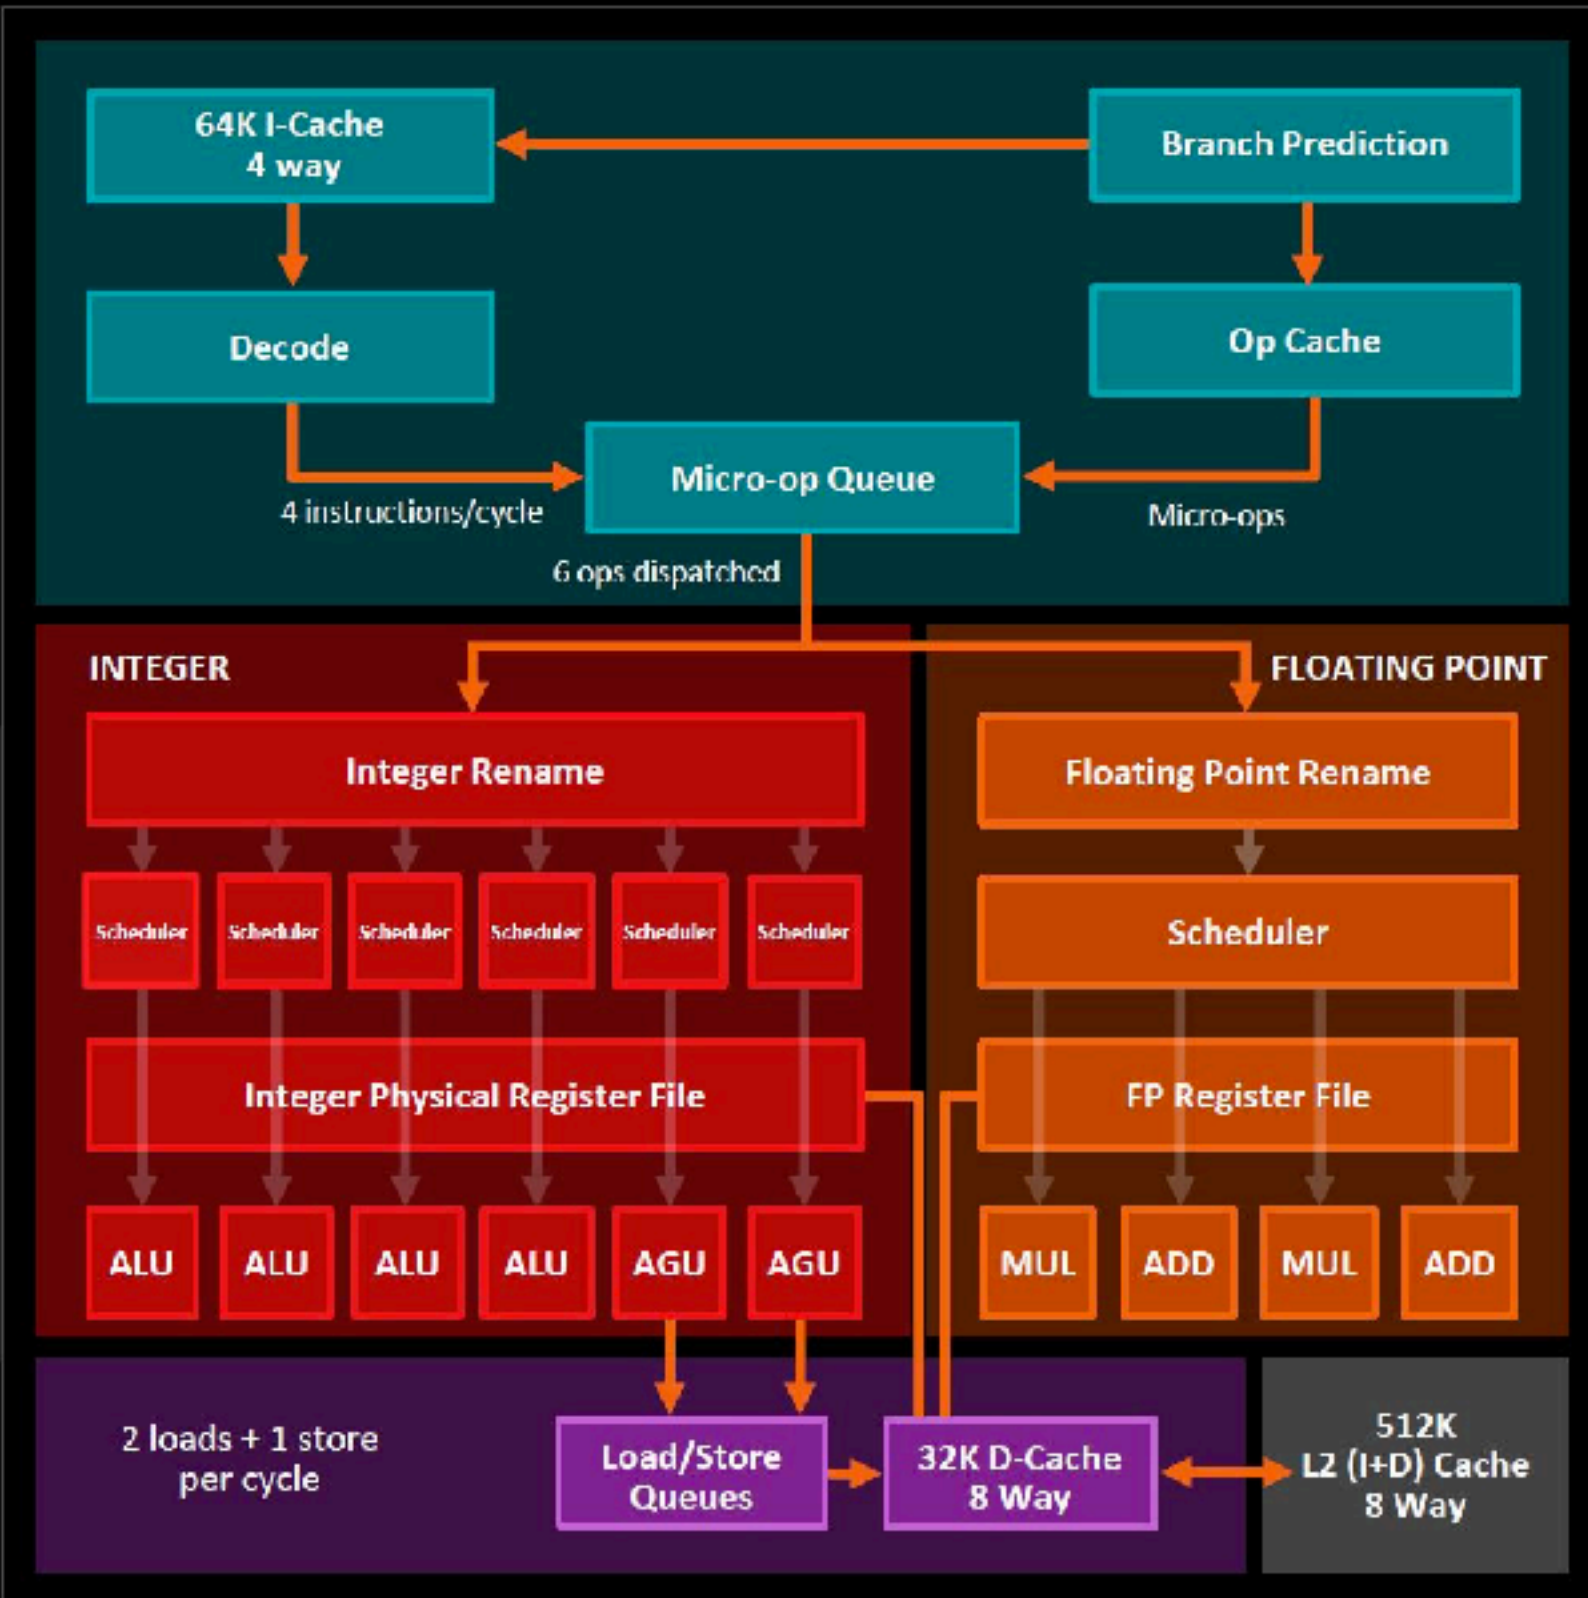 64K I-Cache
4 way
Branch Prediction
Decode
Op Cache
Micro-op Queue
4 instructions/cycle
Micro-ops
6 ops dispatched
INTEGER
FLOATING POINT
Integer Rename
Floating Point Rename
Scheduler
Scheduler
Scheduler
Scheduler
Scheduler
Scheduler
Scheduler
Integer Physical Register File
FP Register File
ALU
ALU
ALU
ALU
AGU
AGU
MUL
ADD
MUL
ADD
2 loads + 1 store
per cycle
Load/Store
Queues
32K D-Cache
8 Way
512K
L2 (I+D) Cache
8 Way